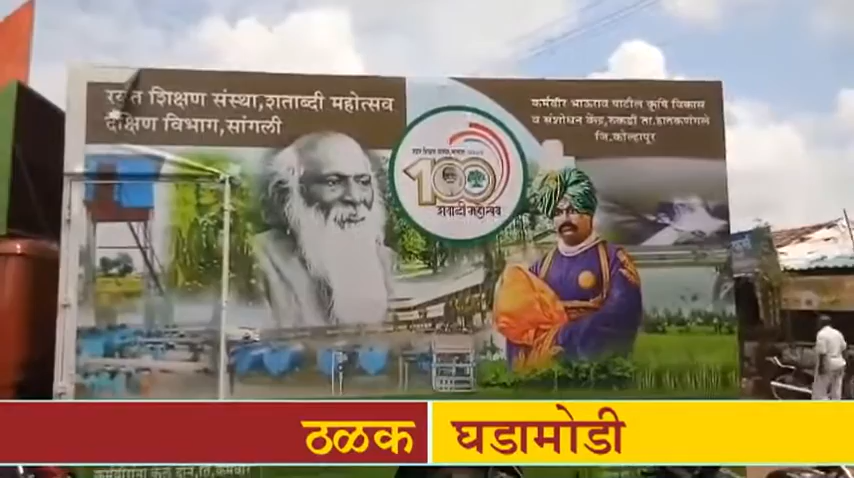 रयत शिक्षण संस्था,शताब्दी महोत्सव
दक्षिण विभाग,सांगली
कर्मवीर भाऊराव पाटील कृषि विकास
व संशोधन केंद्र,रुकडी ता.हातकणंगले
जि.कोल्हापूर
100
शताब्दी महोत्सव
ठळक
घडामोडी